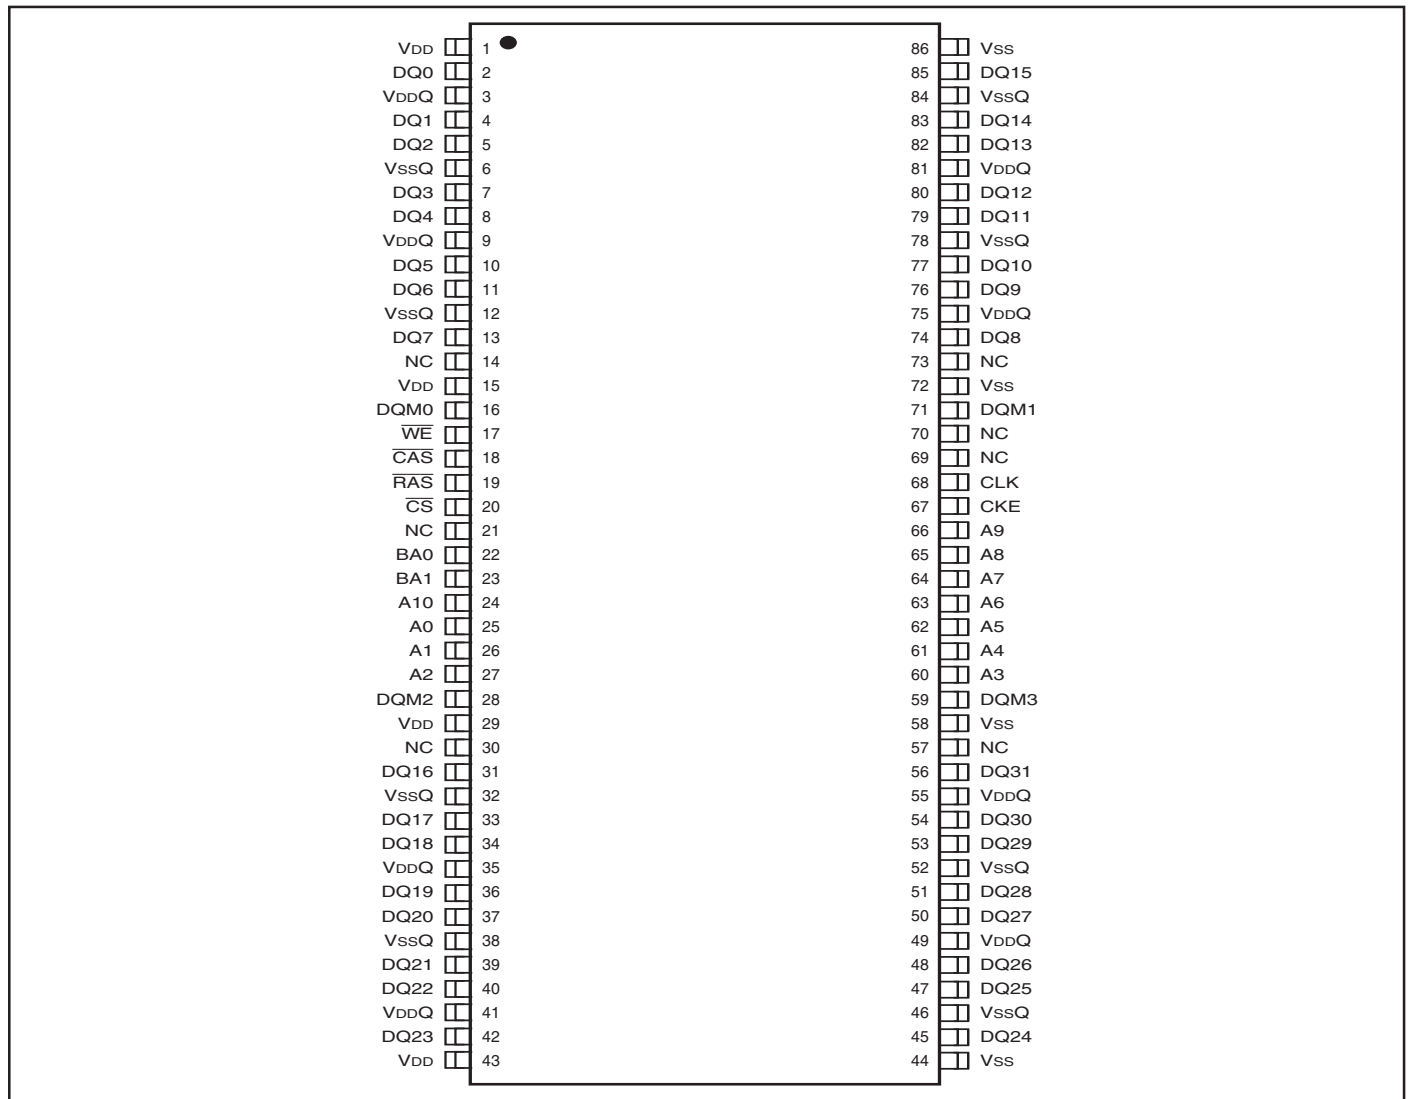 VDD 1 86 VSS
DQ0 2 85 DQ15
VDDQ 3 84 VSSQ
DQ1 4 83 DQ14
DQ2 5 82 DQ13
VSSQ 6 81 VDDQ
DQ3 7 80 DQ12
DQ4 8 79 DQ11
VDDQ 9 78 VSSQ
DQ5 10 77 DQ10
DQ6 11 76 DQ9
VSSQ 12 75 VDDQ
DQ7 13 74 DQ8
NC 14 73 NC
VDD 15 72 VSS
DQM0 16 71 DQM1
W̅E̅ 17 70 NC
C̅A̅S̅ 18 69 NC
R̅A̅S̅ 19 68 CLK
C̅S̅ 20 67 CKE
NC 21 66 A9
BA0 22 65 A8
BA1 23 64 A7
A10 24 63 A6
A0 25 62 A5
A1 26 61 A4
A2 27 60 A3
DQM2 28 59 DQM3
VDD 29 58 VSS
NC 30 57 NC
DQ16 31 56 DQ31
VSSQ 32 55 VDDQ
DQ17 33 54 DQ30
DQ18 34 53 DQ29
VDDQ 35 52 VSSQ
DQ19 36 51 DQ28
DQ20 37 50 DQ27
VSSQ 38 49 VDDQ
DQ21 39 48 DQ26
DQ22 40 47 DQ25
VDDQ 41 46 VSSQ
DQ23 42 45 DQ24
VDD 43 44 VSS